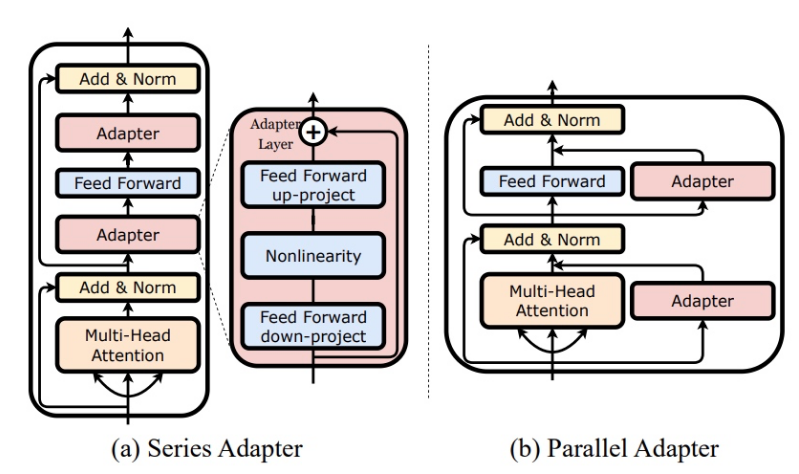 Add & Norm
Adapter
Feed Forward
Adapter
Add & Norm
Multi-Head
Attention
Adapter
Layer
+
Feed Forward
up-project
Nonlinearity
Feed Forward
down-project
(a) Series Adapter
Add & Norm
Feed Forward
Adapter
Add & Norm
Multi-Head
Attention
Adapter
(b) Parallel Adapter